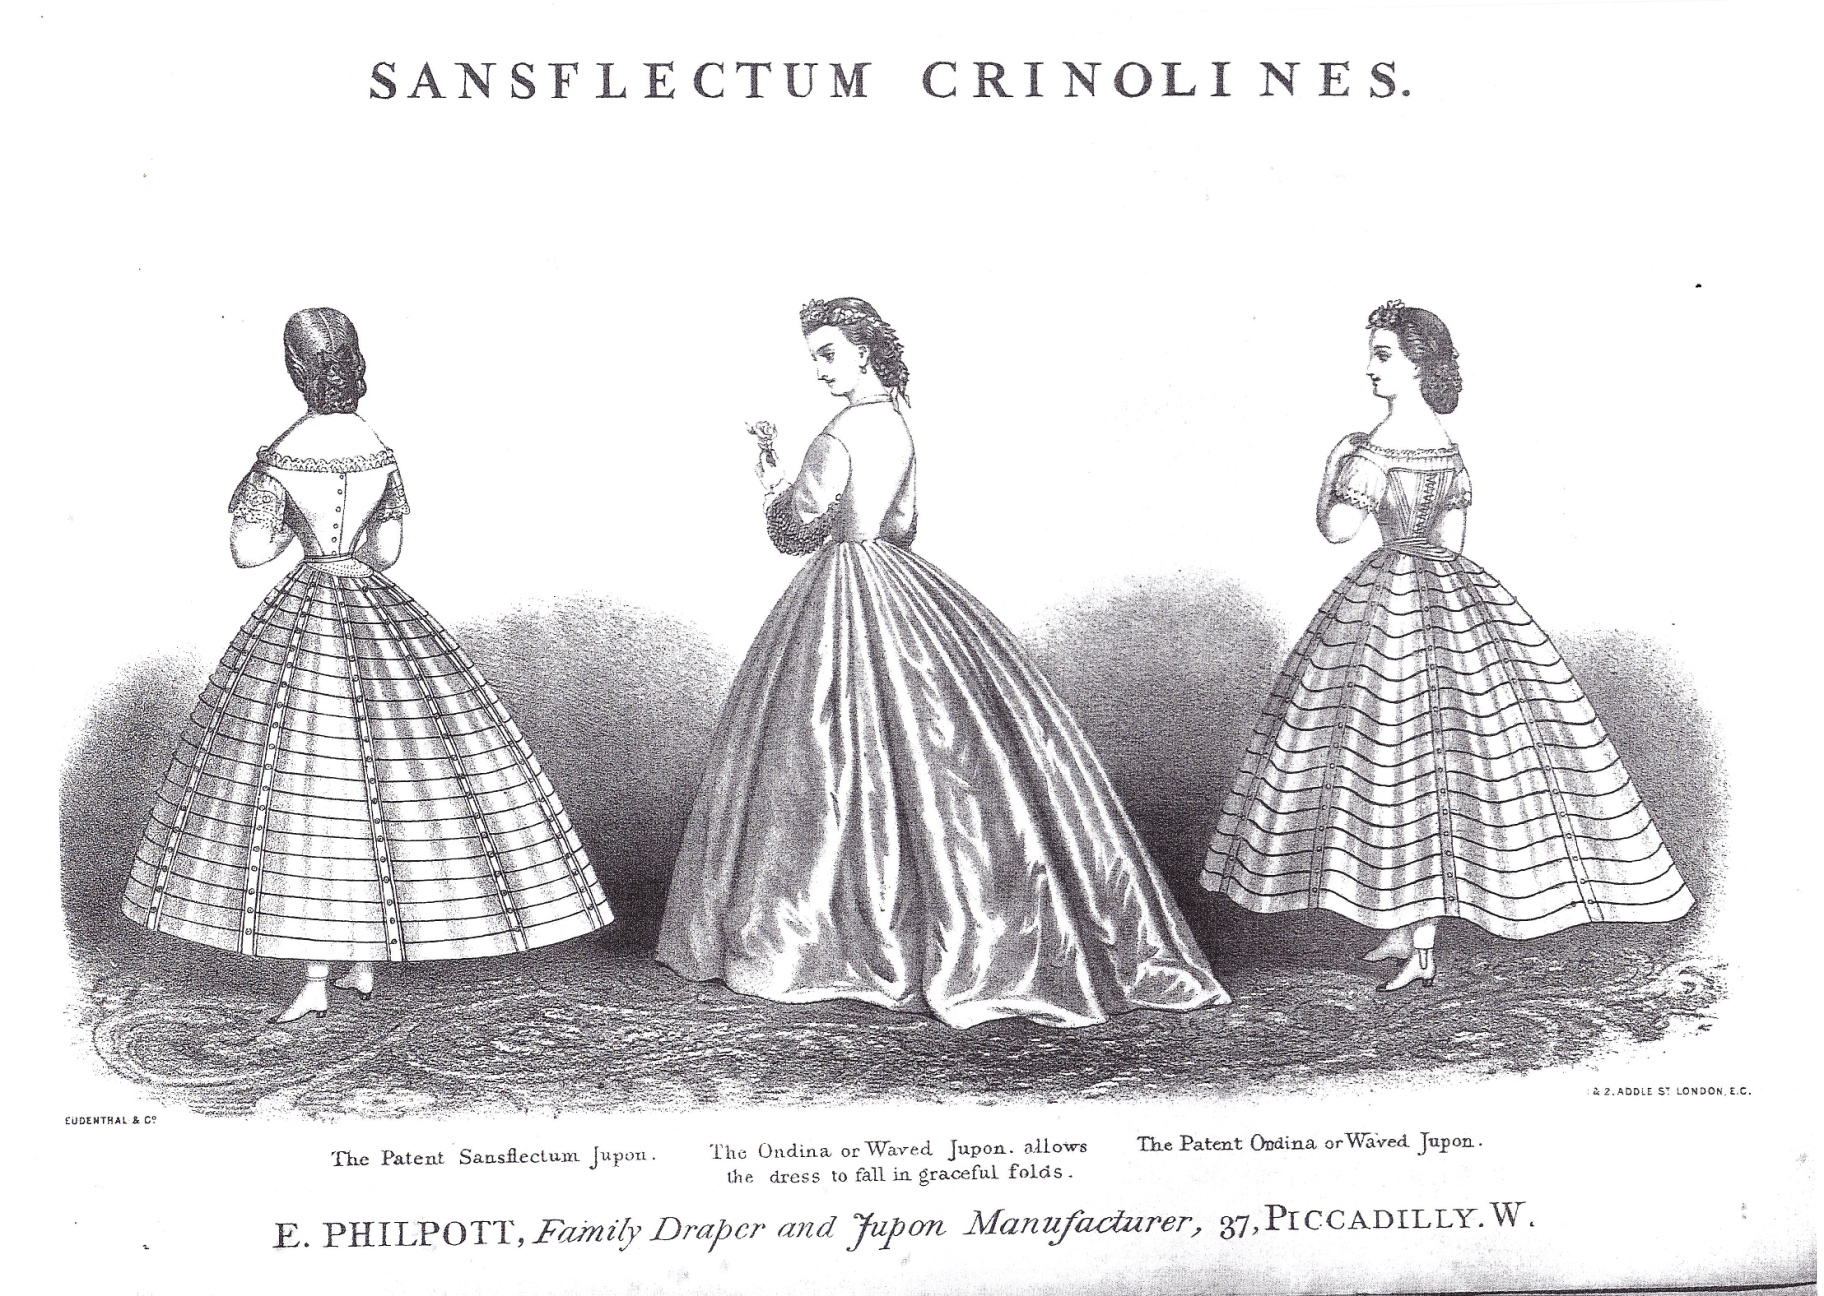 SANSFLECTUM CRINOLINES.
EUDENTHAL & Cº
& 2, ADDLE ST LONDON, E.C.
The Patent Sansflectum Jupon.
The Ondina or Waved Jupon. allows
the dress to fall in graceful folds.
The Patent Ondina or Waved Jupon.
E. PHILPOTT, Family Draper and Jupon Manufacturer, 37, PICCADILLY. W.